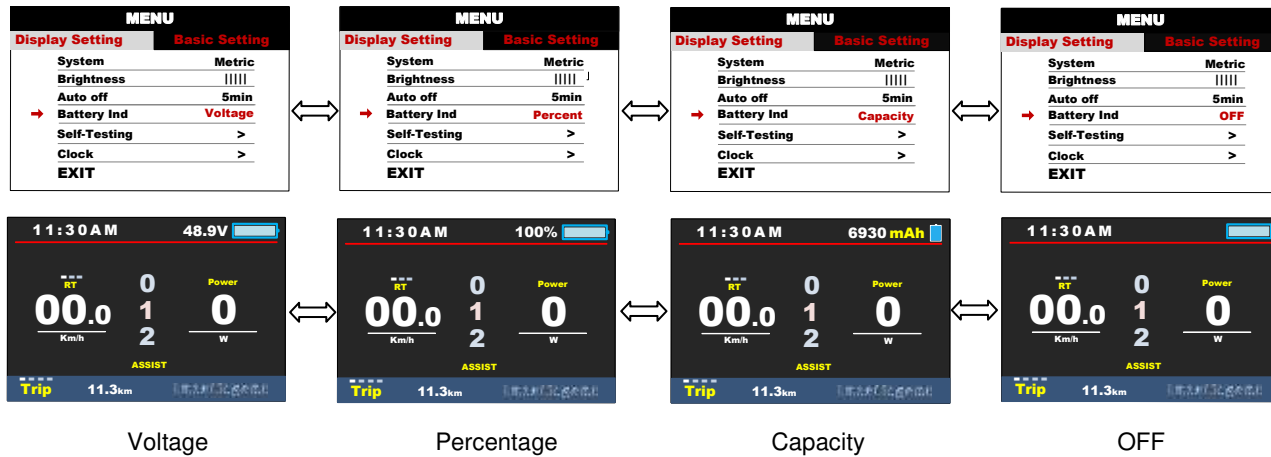 MENU
Display Setting Basic Setting
System Metric
Brightness |||||
Auto off 5min
Battery Ind Voltage
Self-Testing >
Clock >
EXIT
MENU
Display Setting Basic Setting
System Metric
Brightness |||||
Auto off 5min
Battery Ind Percent
Self-Testing >
Clock >
EXIT
MENU
Display Setting Basic Setting
System Metric
Brightness |||||
Auto off 5min
Battery Ind Capacity
Self-Testing >
Clock >
EXIT
MENU
Display Setting Basic Setting
System Metric
Brightness |||||
Auto off 5min
Battery Ind OFF
Self-Testing >
Clock >
EXIT
11:30AM 48.9V
RT 0 Power
00.0 1 0
Km/h 2 W
ASSIST
Trip 11.3km
11:30AM 100%
RT 0 Power
00.0 1 0
Km/h 2 W
ASSIST
Trip 11.3km
11:30AM 6930 mAh
RT 0 Power
00.0 1 0
Km/h 2 W
ASSIST
Trip 11.3km
11:30AM
RT 0 Power
00.0 1 0
Km/h 2 W
ASSIST
Trip 11.3km
Voltage Percentage Capacity OFF